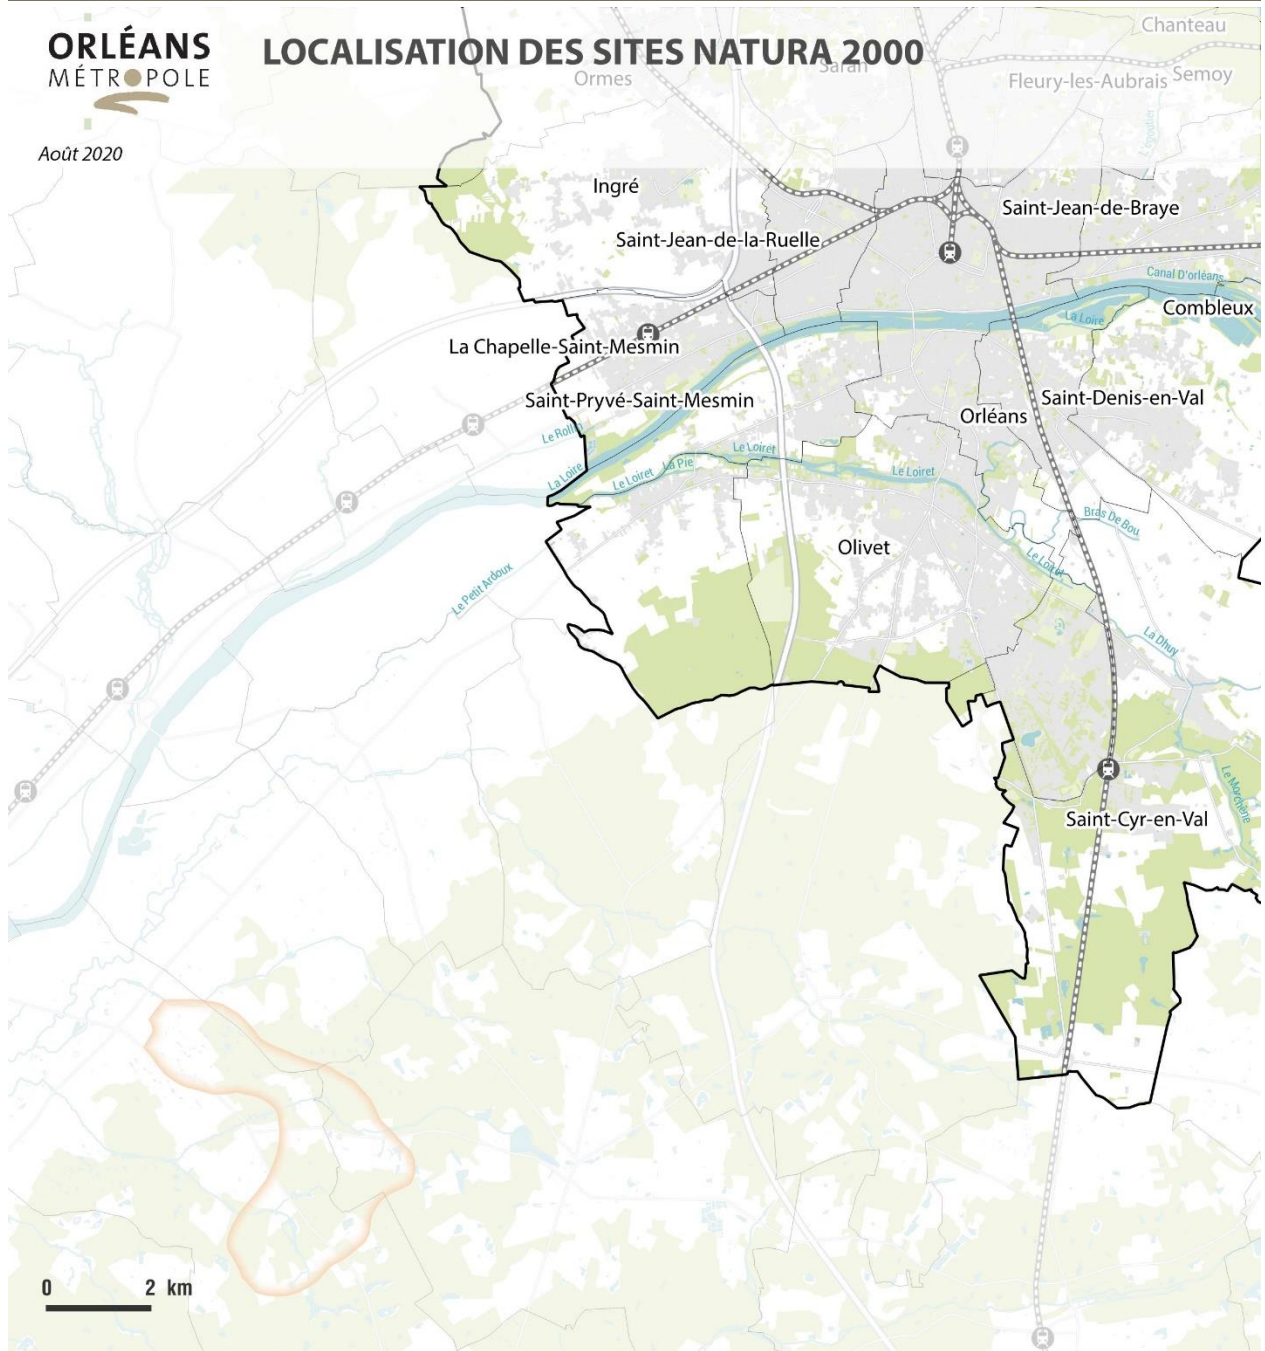 ORLÉANS
MÉTROPOLE
LOCALISATION DES SITES NATURA 2000
Août 2020
Chanteau
Ormes
Saran
Fleury-les-Aubrais
Semoy
L'egoutier
Ingré
Saint-Jean-de-Braye
Saint-Jean-de-la-Ruelle
Canal D'orléans
Combleux
La Loire
La Chapelle-Saint-Mesmin
Saint-Pryvé-Saint-Mesmin
Saint-Denis-en-Val
Orléans
Le Rollin
La Loire
Le Loiret
La Pie
Le Loiret
Le Loiret
Bras De Bou
Olivet
Le Loiret
Le Petit Ardoux
La Dhuy
Le Morchène
Saint-Cyr-en-Val
0 2 km